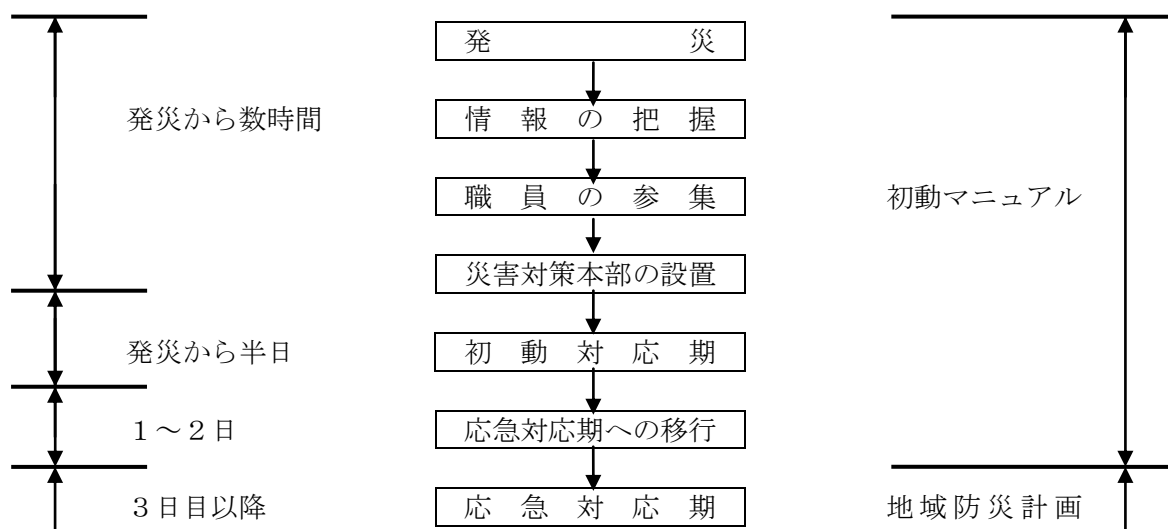 発災
発災から数時間
情報の把握
職員の参集
初動マニュアル
災害対策本部の設置
発災から半日
初動対応期
１～２日
応急対応期への移行
３日目以降
応急対応期
地域防災計画